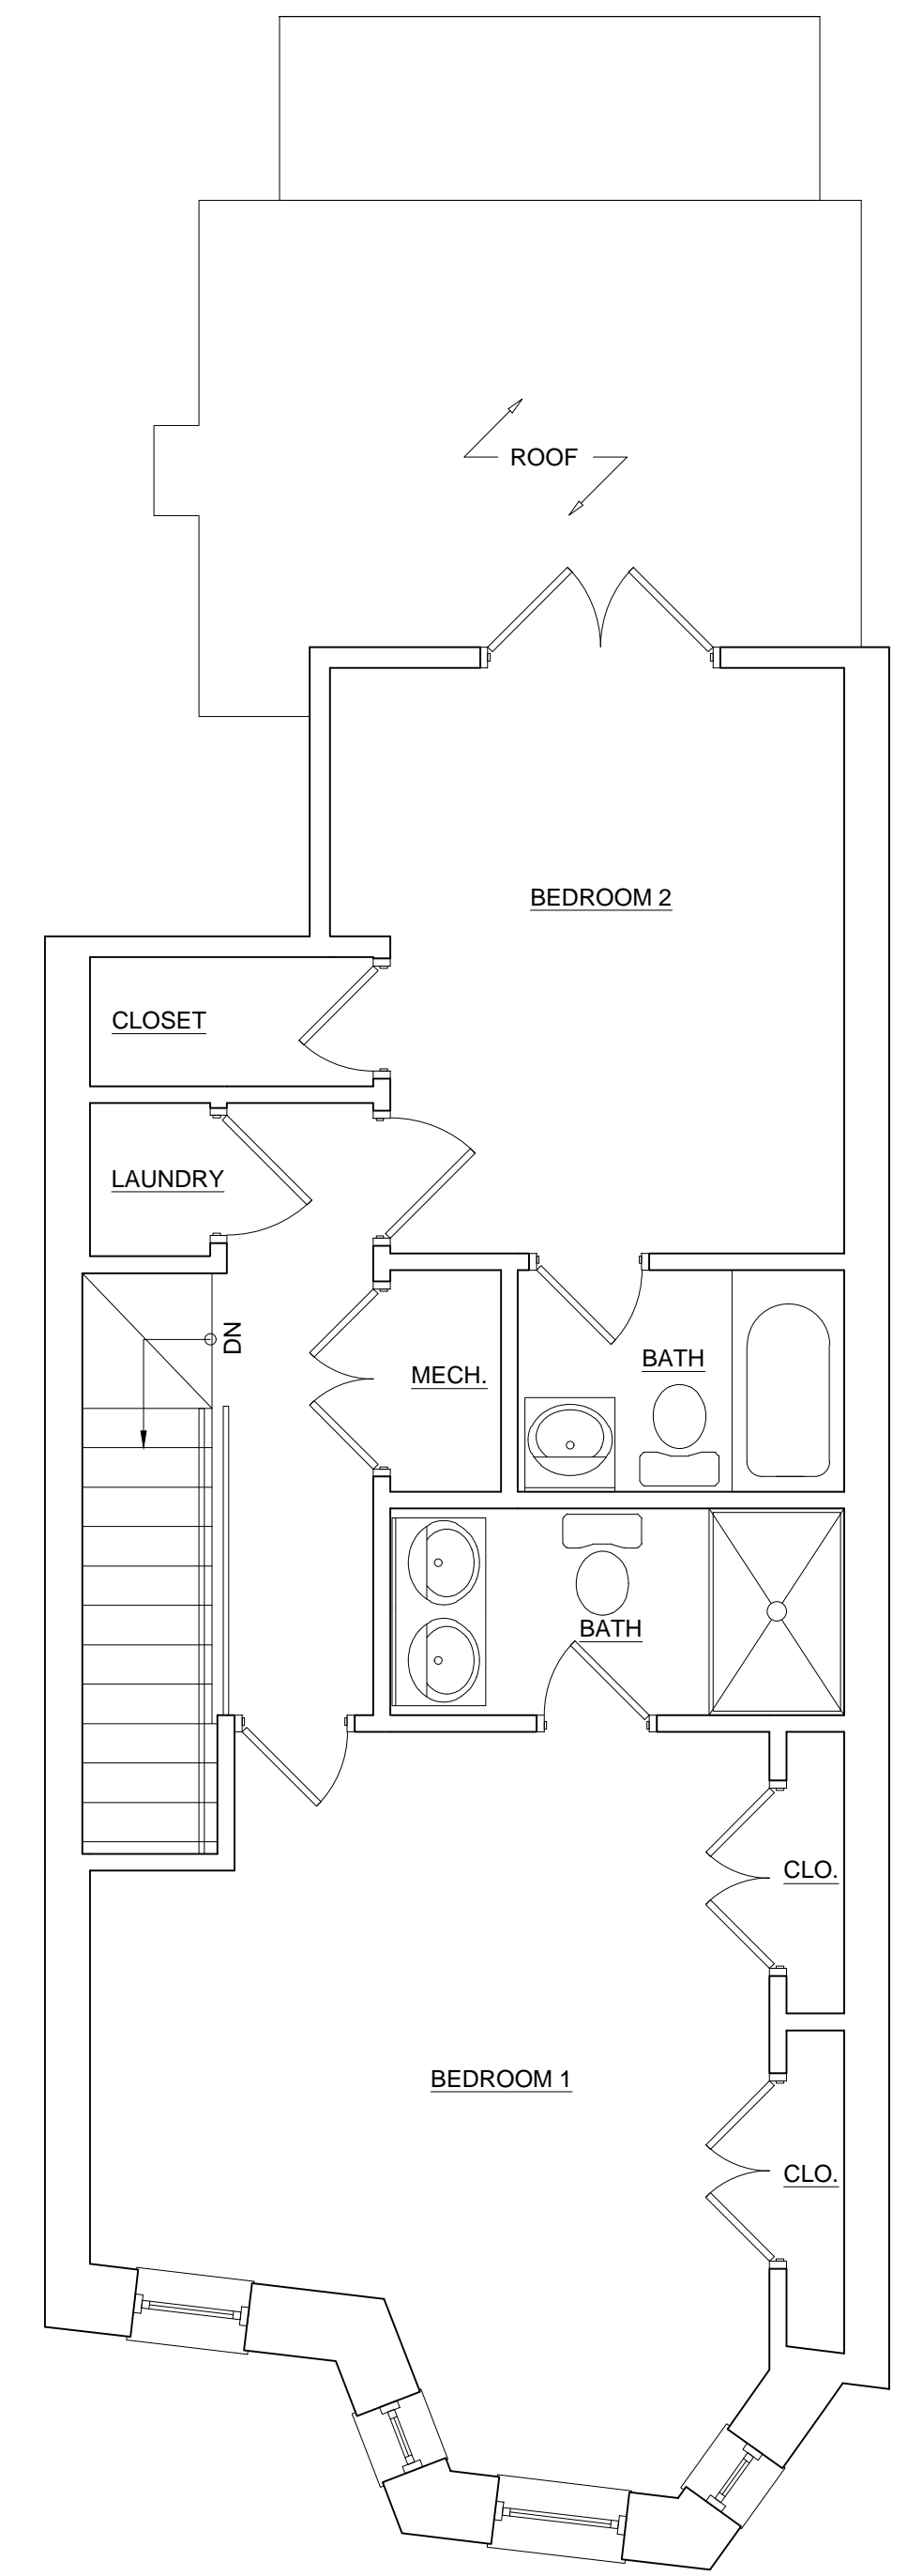 ROOF
BEDROOM 2
CLOSET
LAUNDRY
DN
BATH
MECH.
BATH
CLO.
BEDROOM 1
CLO.